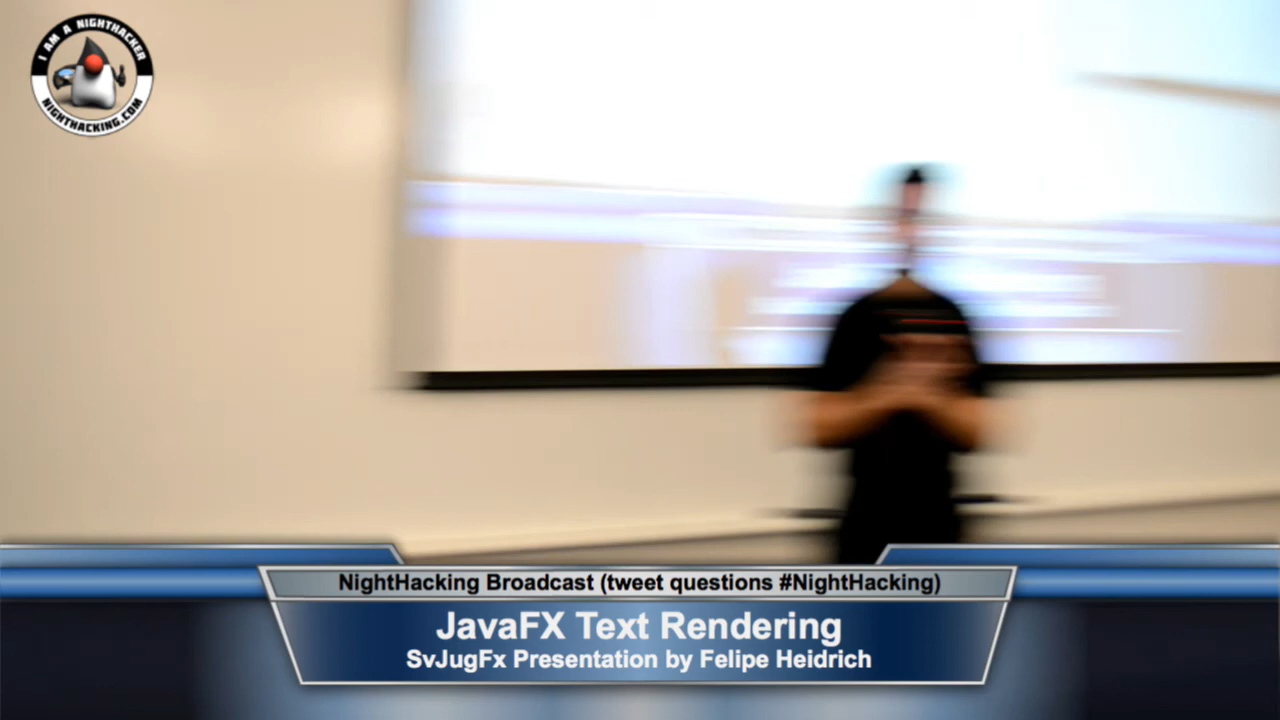 I AM A NIGHTHACKER
NIGHTHACKING.COM
NightHacking Broadcast (tweet questions #NightHacking)
JavaFX Text Rendering
SvJugFx Presentation by Felipe Heidrich